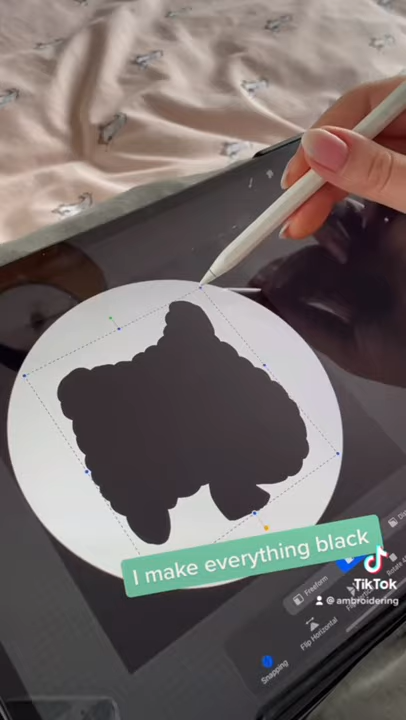 I make everything black
TikTok
@ambroidering
Freeform
Flip Horizontal
Snapping